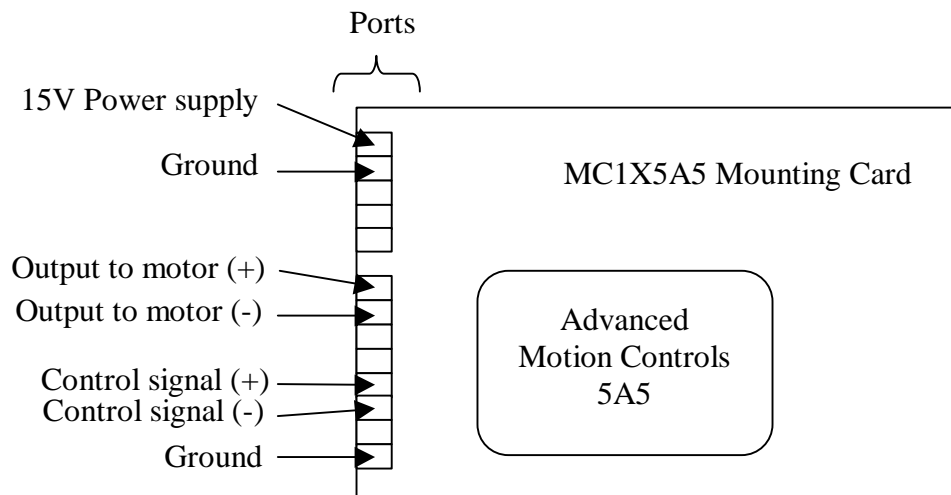 Ports
15V Power supply
Ground
MC1X5A5 Mounting Card
Output to motor (+)
Output to motor (-)
Advanced
Motion Controls
5A5
Control signal (+)
Control signal (-)
Ground